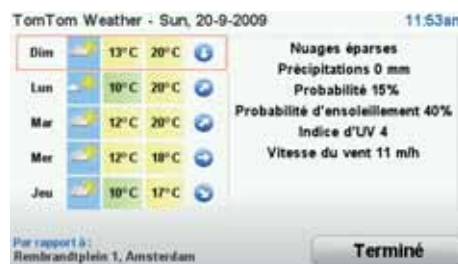 TomTom Weather - Sun, 20-9-2009 11:53am
Dim 13°C 20°C
Lun 10°C 20°C
Mar 12°C 20°C
Mer 12°C 18°C
Jeu 10°C 17°C
Nuages éparses
Précipitations 0 mm
Probabilité 15%
Probabilité d'ensoleillement 40%
Indice d'UV 4
Vitesse du vent 11 m/h
Par rapport à :
Rembrandtplein 1, Amsterdam
Terminé